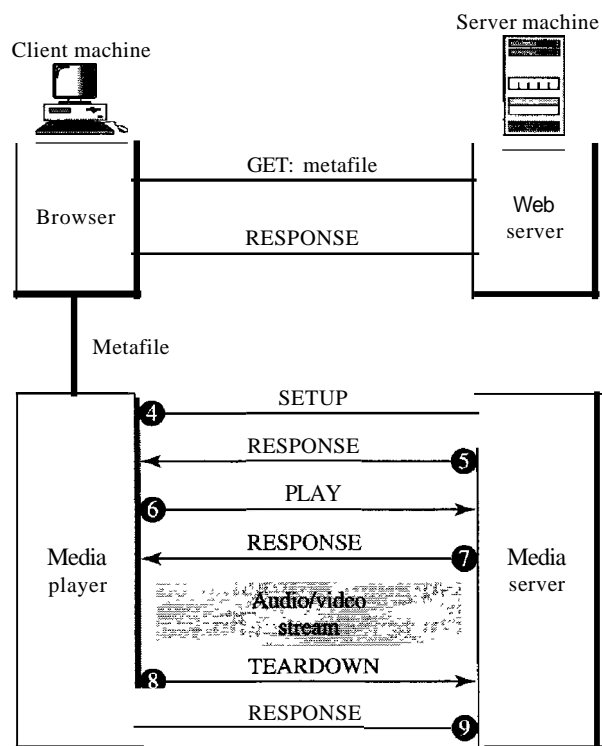 Server machine
Client machine
GET: metafile
Browser
Web
server
RESPONSE
Metafile
4 SETUP
RESPONSE 5
6 PLAY
RESPONSE 7
Media
player
Media
server
Audio/video
stream
8 TEARDOWN
RESPONSE 9